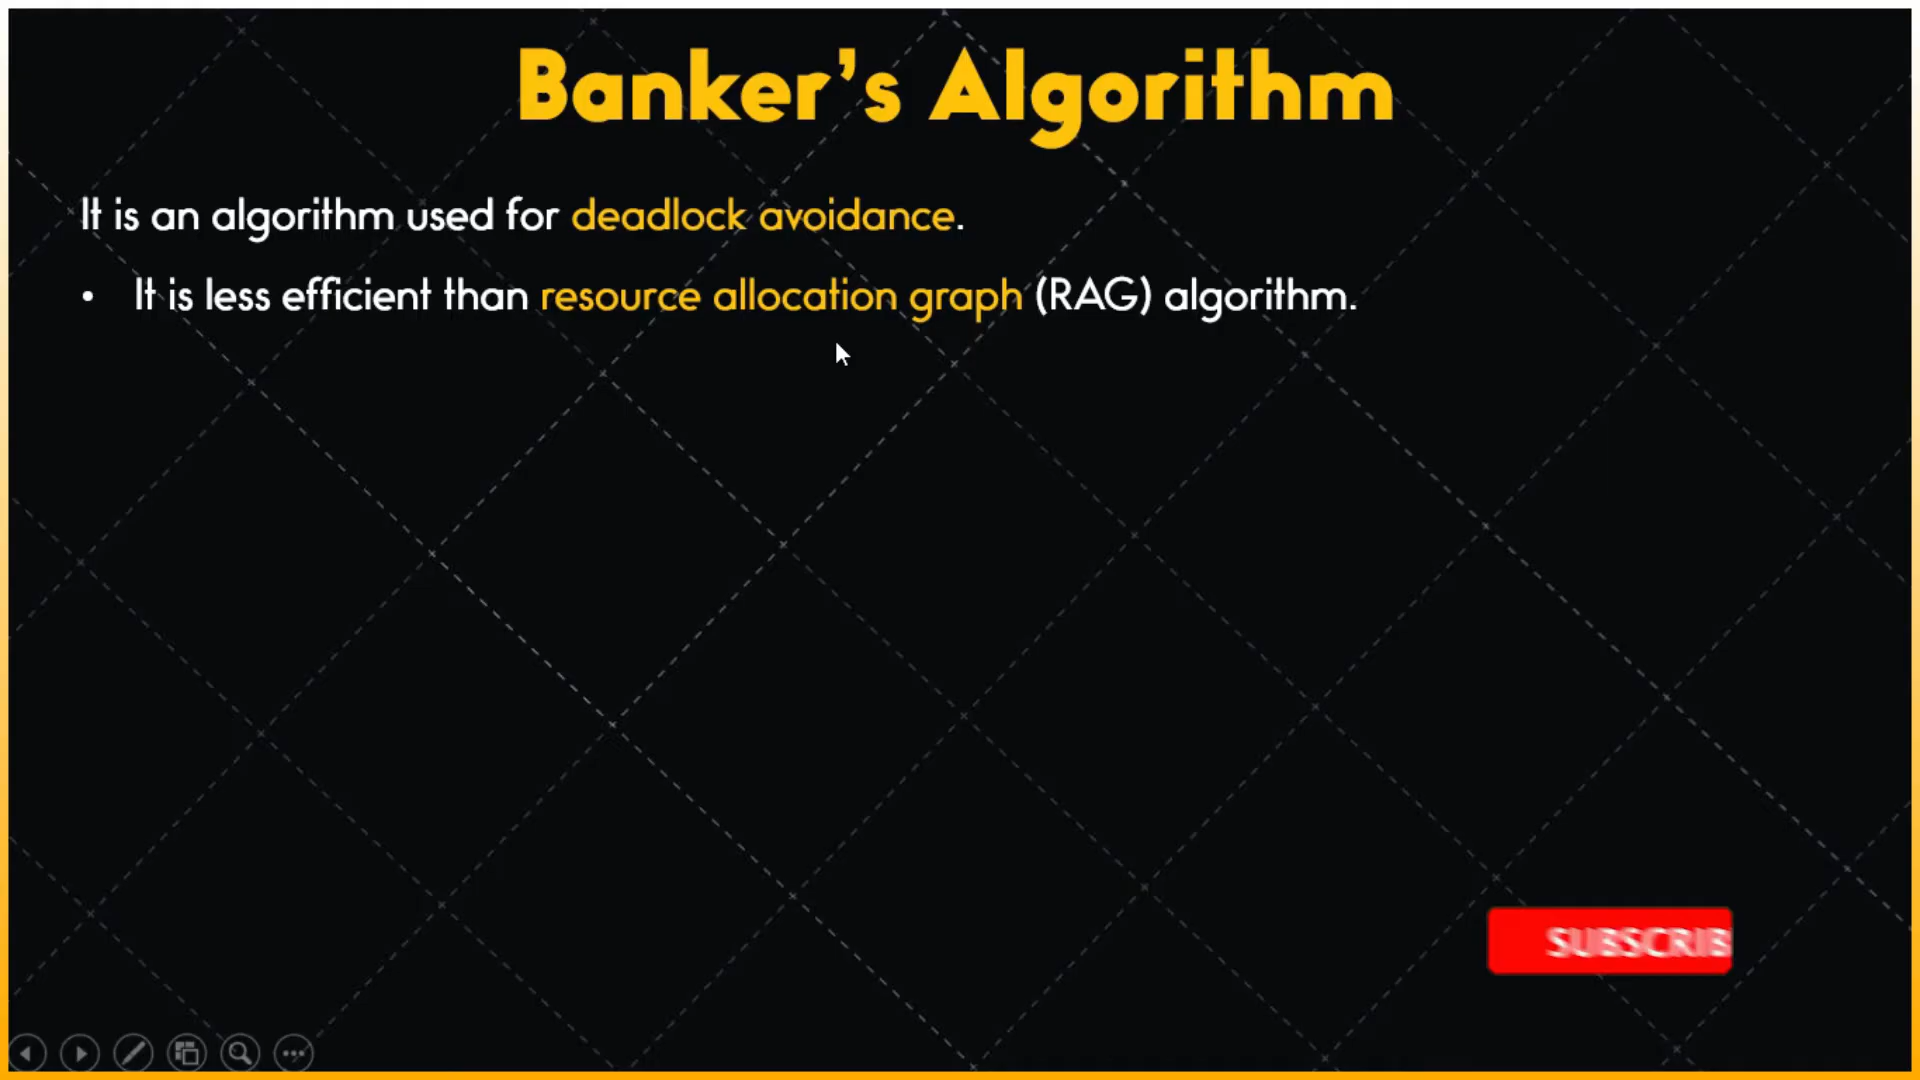 Banker’s Algorithm
It is an algorithm used for deadlock avoidance.
• It is less efficient than resource allocation graph (RAG) algorithm.
SUBSCRIB